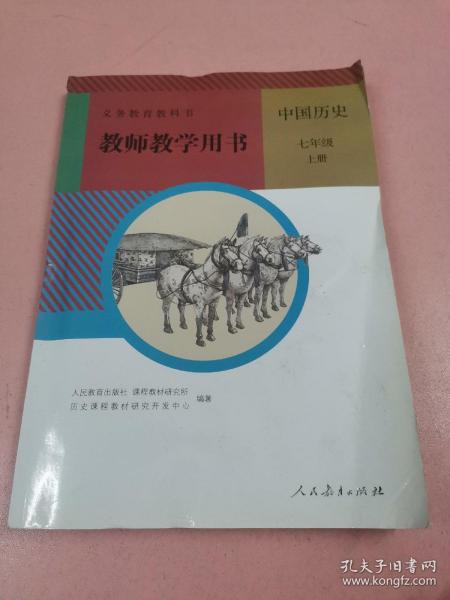 义务教育教科书
教师教学用书
中国历史
七年级
上册
人民教育出版社 课程教材研究所
历史课程教材研究开发中心
编著
人民教育出版社
孔夫子旧书网
www.kongfz.com